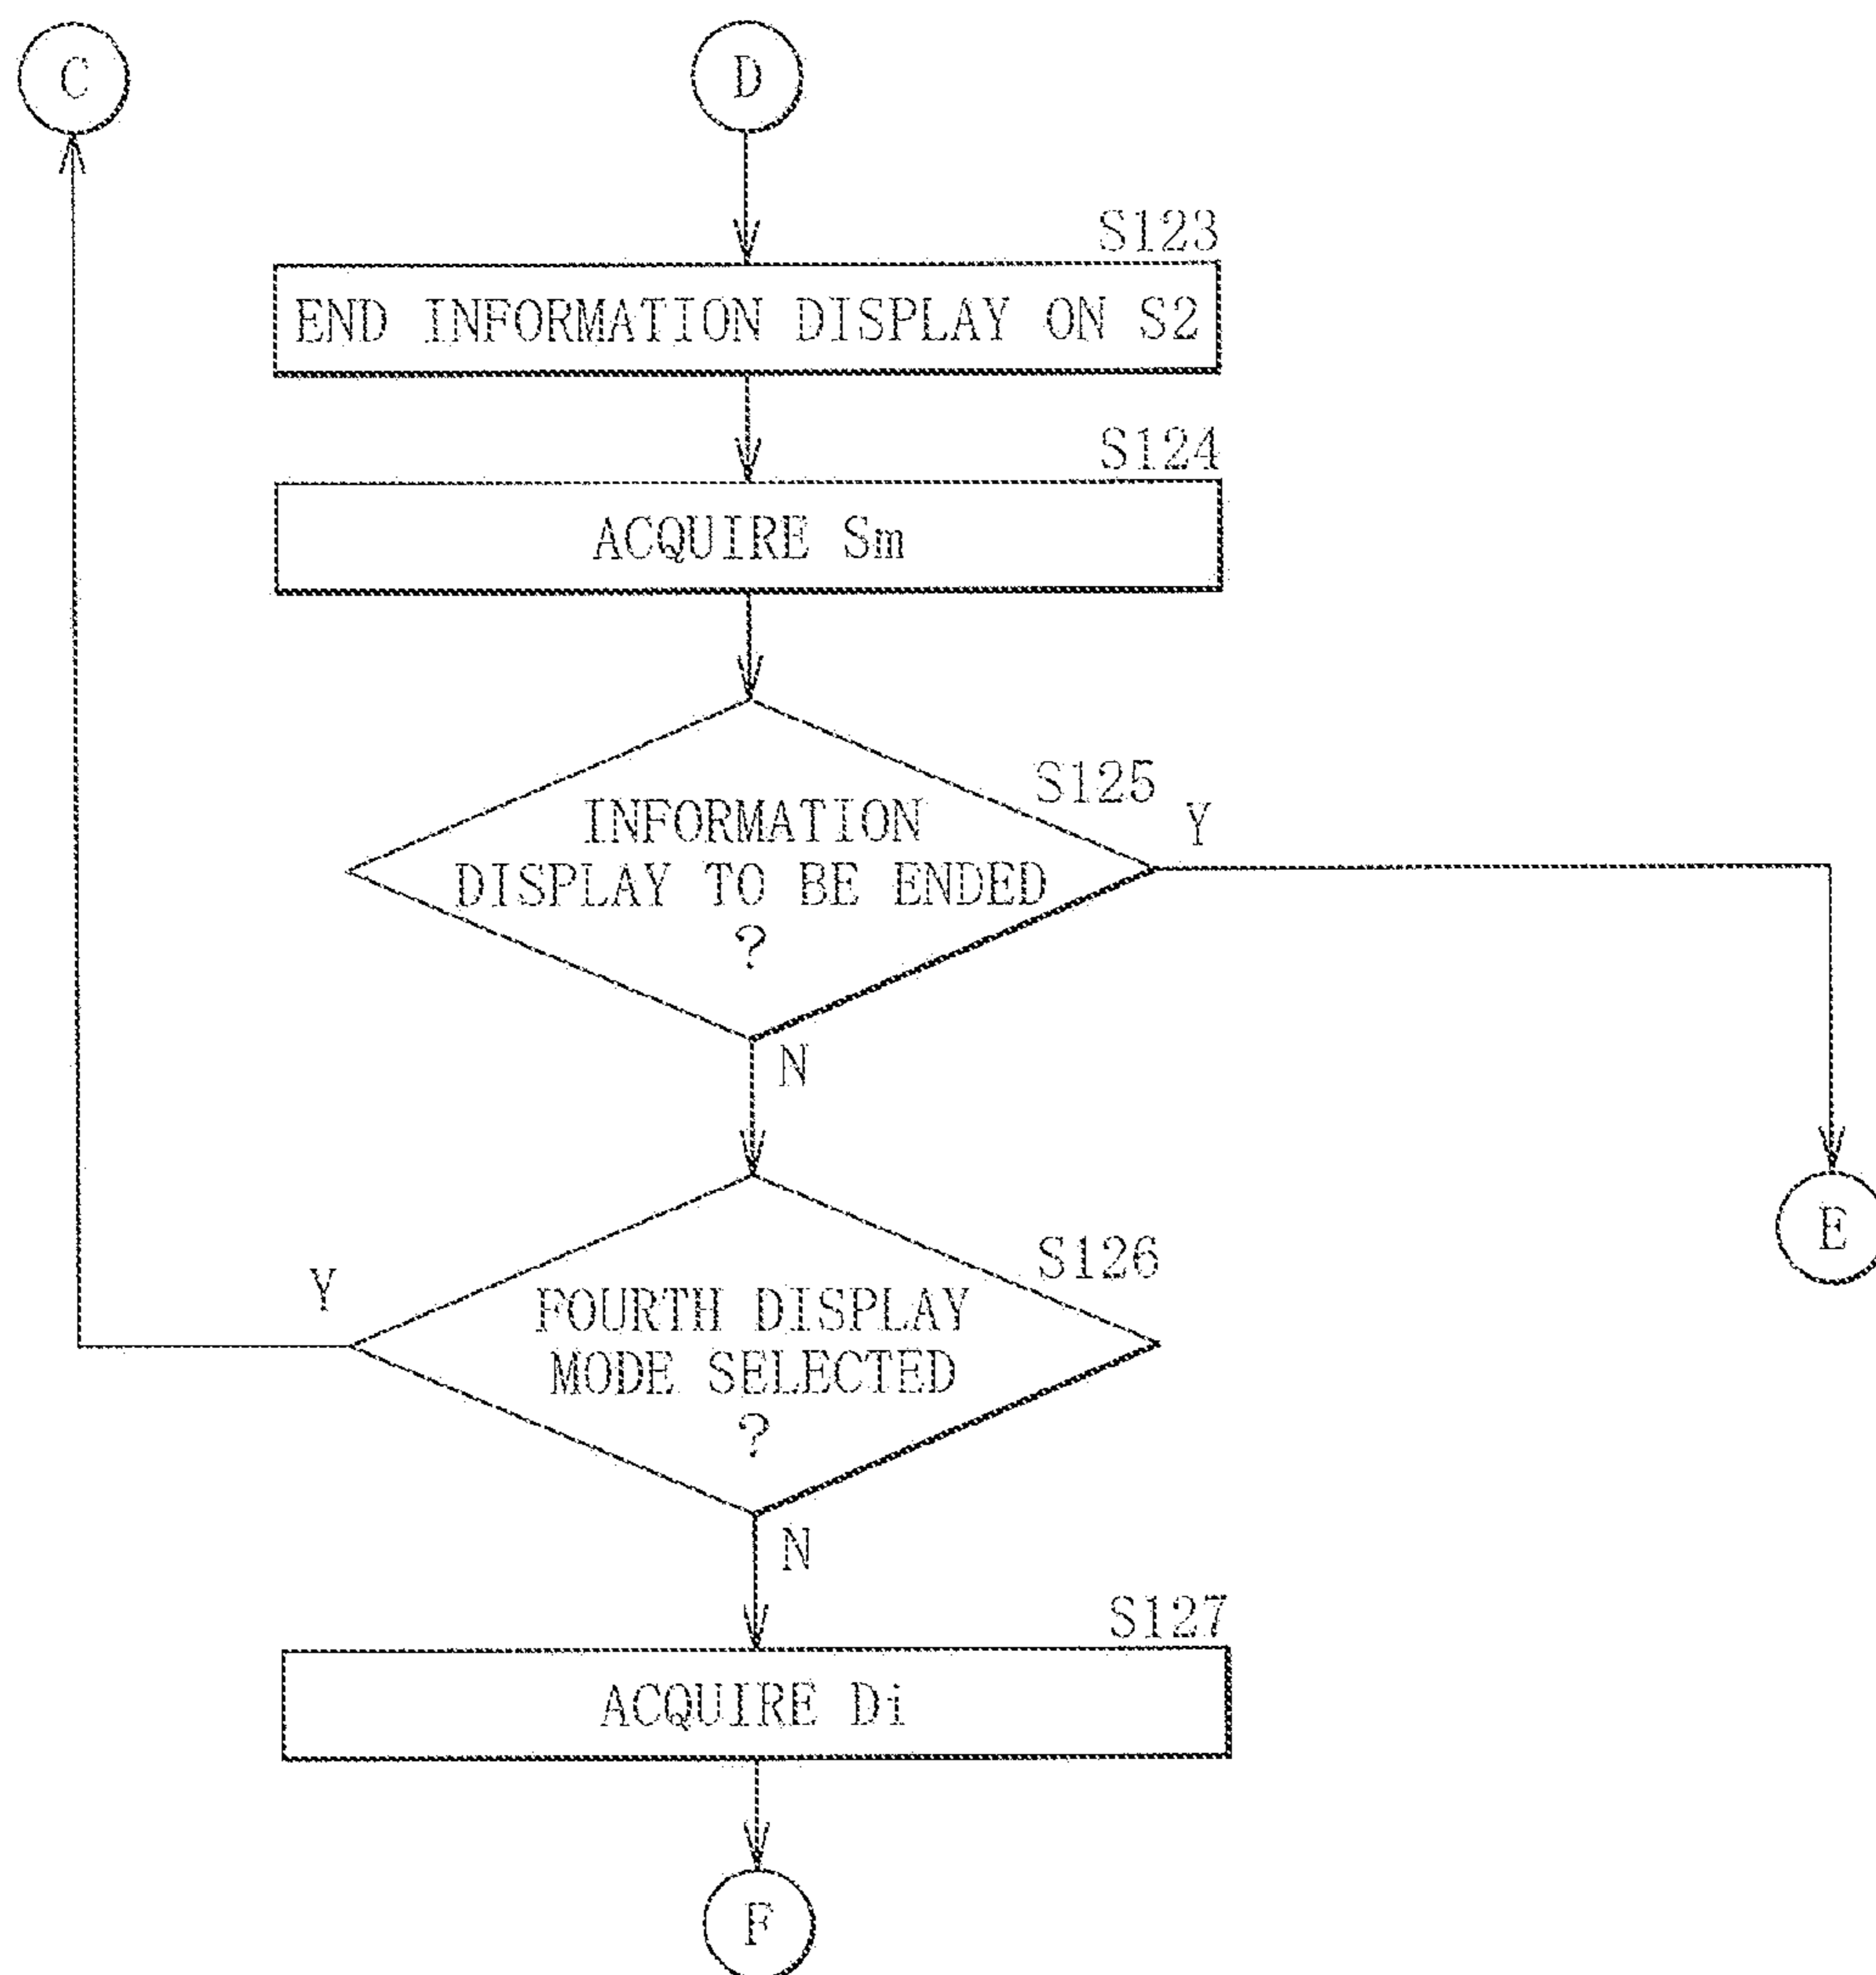 C
D
S123
END INFORMATION DISPLAY ON S2
S124
ACQUIRE Sm
S125
Y
INFORMATION
DISPLAY TO BE ENDED
?
N
E
S126
Y
FOURTH DISPLAY
MODE SELECTED
?
N
S127
ACQUIRE Di
F